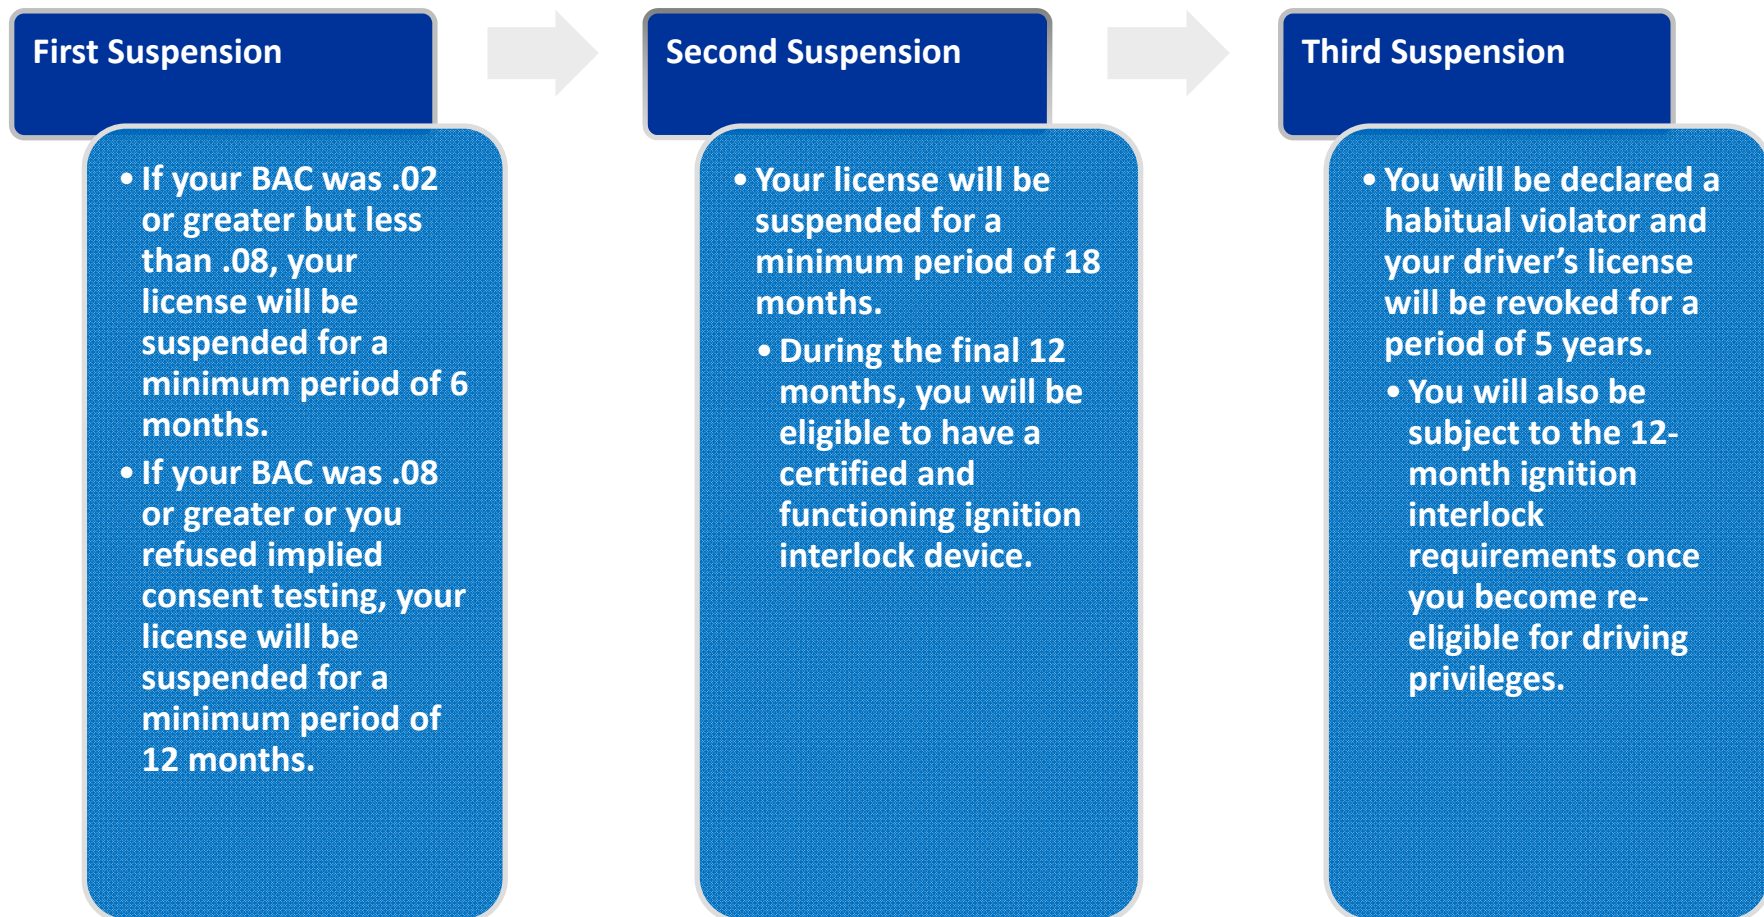 First Suspension
• If your BAC was .02
or greater but less
than .08, your
license will be
suspended for a
minimum period of 6
months.
• If your BAC was .08
or greater or you
refused implied
consent testing, your
license will be
suspended for a
minimum period of
12 months.
Second Suspension
• Your license will be
suspended for a
minimum period of 18
months.
• During the final 12
months, you will be
eligible to have a
certified and
functioning ignition
interlock device.
Third Suspension
• You will be declared a
habitual violator and
your driver’s license
will be revoked for a
period of 5 years.
• You will also be
subject to the 12-
month ignition
interlock
requirements once
you become re-
eligible for driving
privileges.